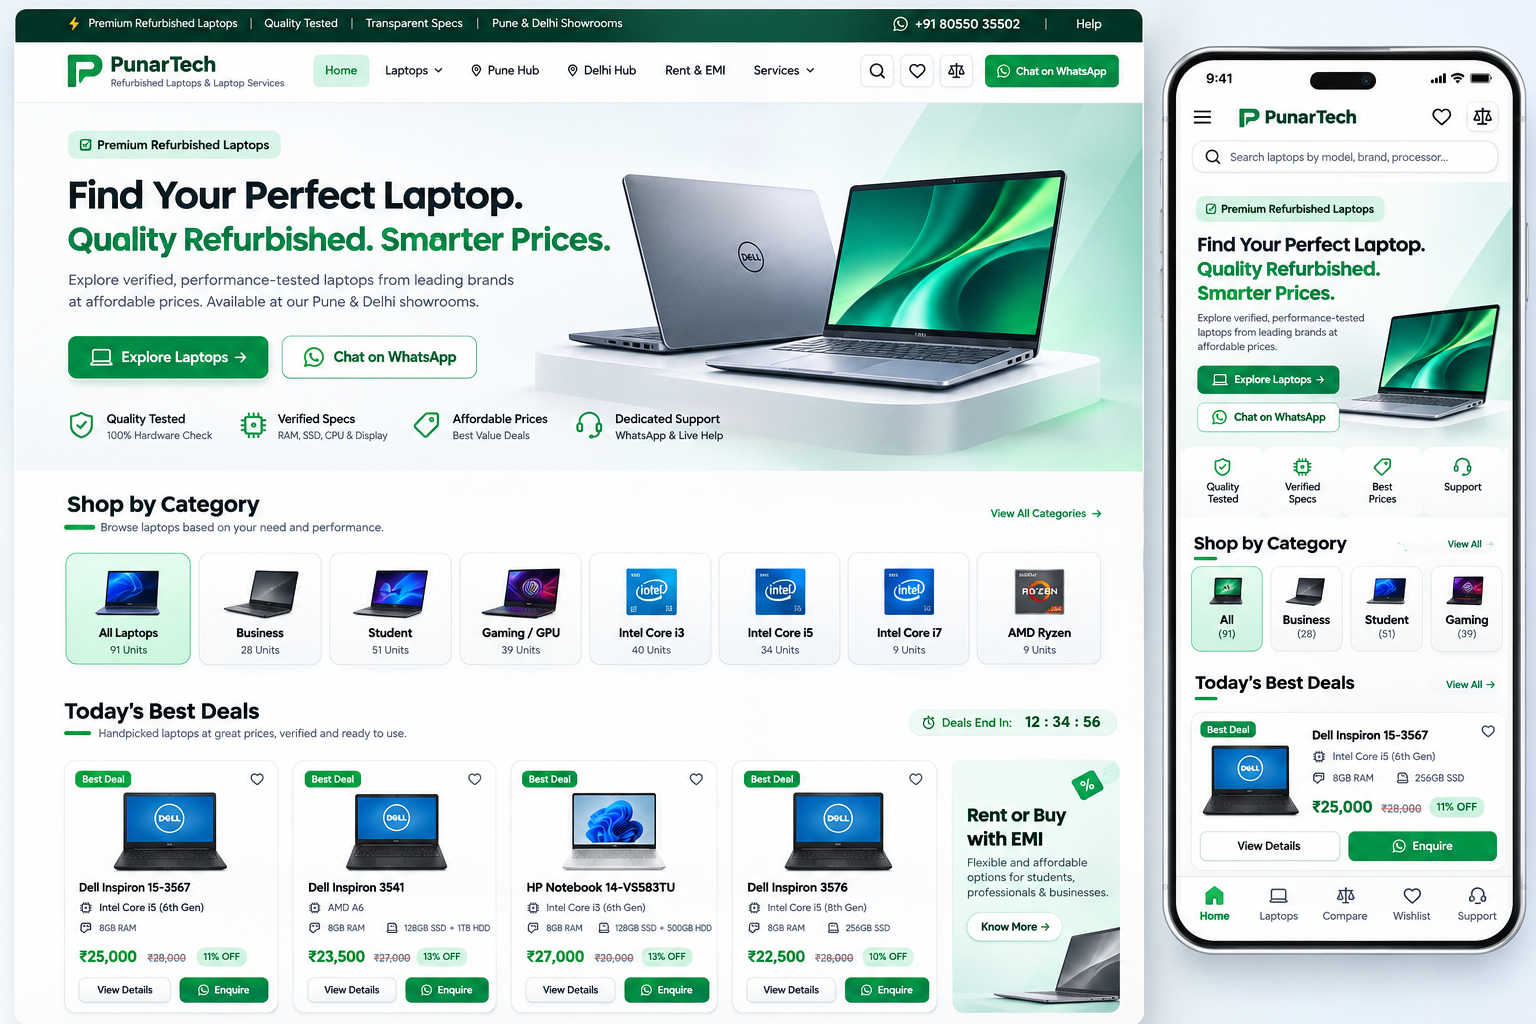 Premium Refurbished Laptops | Quality Tested | Transparent Specs | Pune & Delhi Showrooms
+91 80550 35502 | Help
PunarTech
Refurbished Laptops & Laptop Services
Home
Laptops
Pune Hub
Delhi Hub
Rent & EMI
Services
Chat on WhatsApp
Premium Refurbished Laptops
Find Your Perfect Laptop.
Quality Refurbished. Smarter Prices.
Explore verified, performance-tested laptops from leading brands
at affordable prices. Available at our Pune & Delhi showrooms.
Explore Laptops →
Chat on WhatsApp
DELL
Quality Tested
100% Hardware Check
Verified Specs
RAM, SSD, CPU & Display
Affordable Prices
Best Value Deals
Dedicated Support
WhatsApp & Live Help
Shop by Category
Browse laptops based on your need and performance.
View All Categories →
All Laptops
91 Units
Business
28 Units
Student
51 Units
Gaming / GPU
39 Units
iotel
Intel Core i3
40 Units
intel
Intel Core i5
34 Units
intel
Intel Core i7
9 Units
AMD Ryzen
9 Units
Today's Best Deals
Handpicked laptops at great prices, verified and ready to use.
Deals End In: 12 : 34 : 56
Best Deal
DELL
Dell Inspiron 15-3567
Intel Core i5 (6th Gen)
8GB RAM
₹25,000 ₹28,000 11% OFF
View Details
Enquire
Best Deal
DELL
Dell Inspiron 3541
AMD A6
8GB RAM
128GB SSD + 1TB HDD
₹23,500 ₹27,000 13% OFF
View Details
Enquire
Best Deal
HP Notebook 14-VS583TU
Intel Core i3 (6th Gen)
8GB RAM
128GB SSD + 500GB HDD
₹27,000 ₹20,000 13% OFF
View Details
Enquire
Best Deal
DELL
Dell Inspiron 3576
Intel Core i5 (8th Gen)
8GB RAM
256GB SSD
₹22,500 ₹28,000 10% OFF
View Details
Enquire
%
Rent or Buy
with EMI
Flexible and affordable
options for students,
professionals & businesses.
Know More →
9:41
PunarTech
Search laptops by model, brand, processor...
Premium Refurbished Laptops
Find Your Perfect Laptop.
Quality Refurbished.
Smarter Prices.
Explore verified, performance-tested
laptops from leading brands at
affordable prices.
Explore Laptops →
Chat on WhatsApp
Quality
Tested
Verified
Specs
Best
Prices
Support
Shop by Category
View All →
All
(91)
Business
(28)
Student
(51)
Gaming
(39)
Today's Best Deals
View All →
Best Deal
DELL
Dell Inspiron 15-3567
Intel Core i5 (6th Gen)
8GB RAM
256GB SSD
₹25,000 ₹28,000 11% OFF
View Details
Enquire
Home
Laptops
Compare
Wishlist
Support